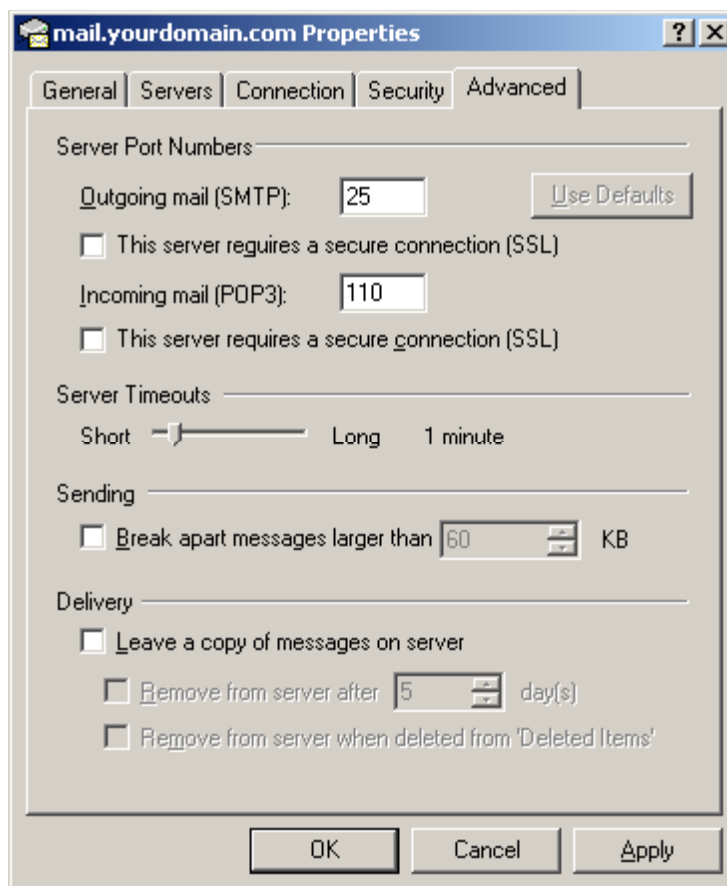 mail.yourdomain.com Properties
General Servers Connection Security Advanced
Server Port Numbers
Outgoing mail (SMTP): 25 Use Defaults
This server requires a secure connection (SSL)
Incoming mail (POP3): 110
This server requires a secure connection (SSL)
Server Timeouts
Short Long 1 minute
Sending
Break apart messages larger than 60 KB
Delivery
Leave a copy of messages on server
Remove from server after 5 day(s)
Remove from server when deleted from 'Deleted Items'
OK Cancel Apply